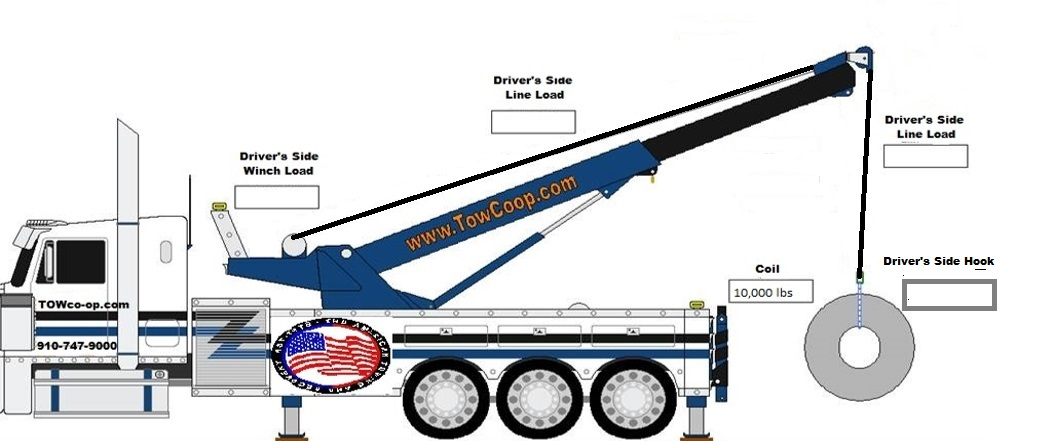 Driver's Side
Line Load
Driver's Side
Line Load
Driver's Side
Winch Load
www.TowCoop.com
Coil
10,000 lbs
Driver's Side Hook
TOWco-op.com
910-747-9000